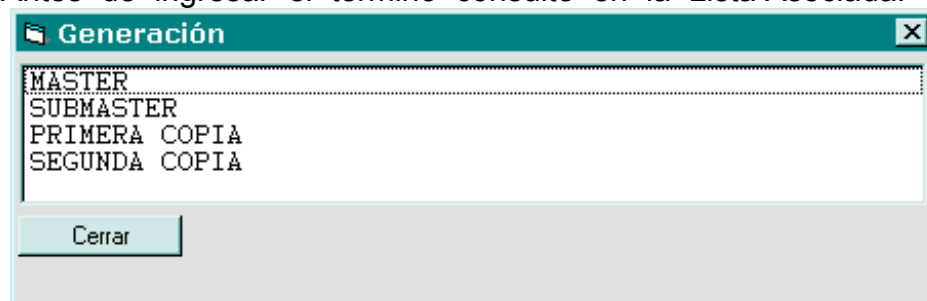 Antes de ingresar el término consulte en la Lista Asociada.
Generación
MASTER
SUBMASTER
PRIMERA COPIA
SEGUNDA COPIA
Cerrar